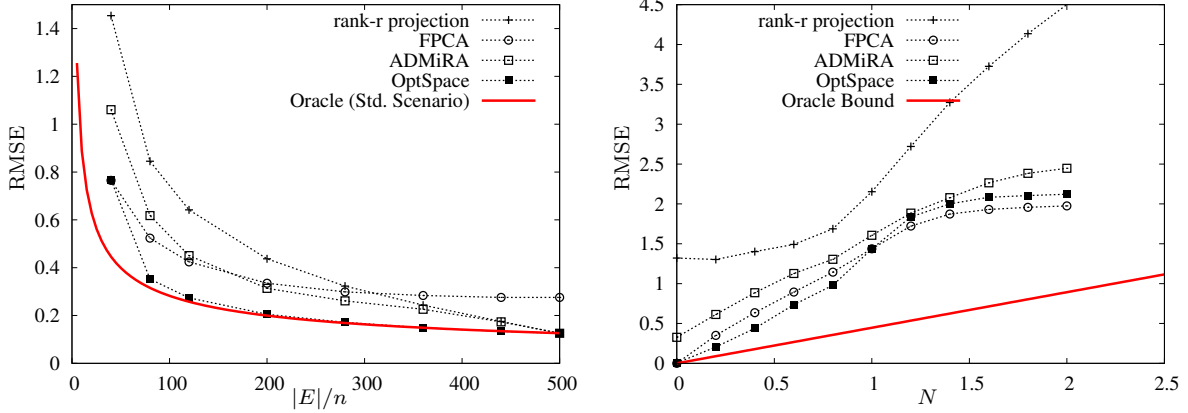 1.4
1.2
1
0.8
0.6
0.4
0.2
0
RMSE
0 100 200 300 400 500
|E|/n
rank-r projection
FPCA
ADMiRA
OptSpace
Oracle (Std. Scenario)
4.5
4
3.5
3
2.5
2
1.5
1
0.5
0
RMSE
0 0.5 1 1.5 2 2.5
N
rank-r projection
FPCA
ADMiRA
OptSpace
Oracle Bound